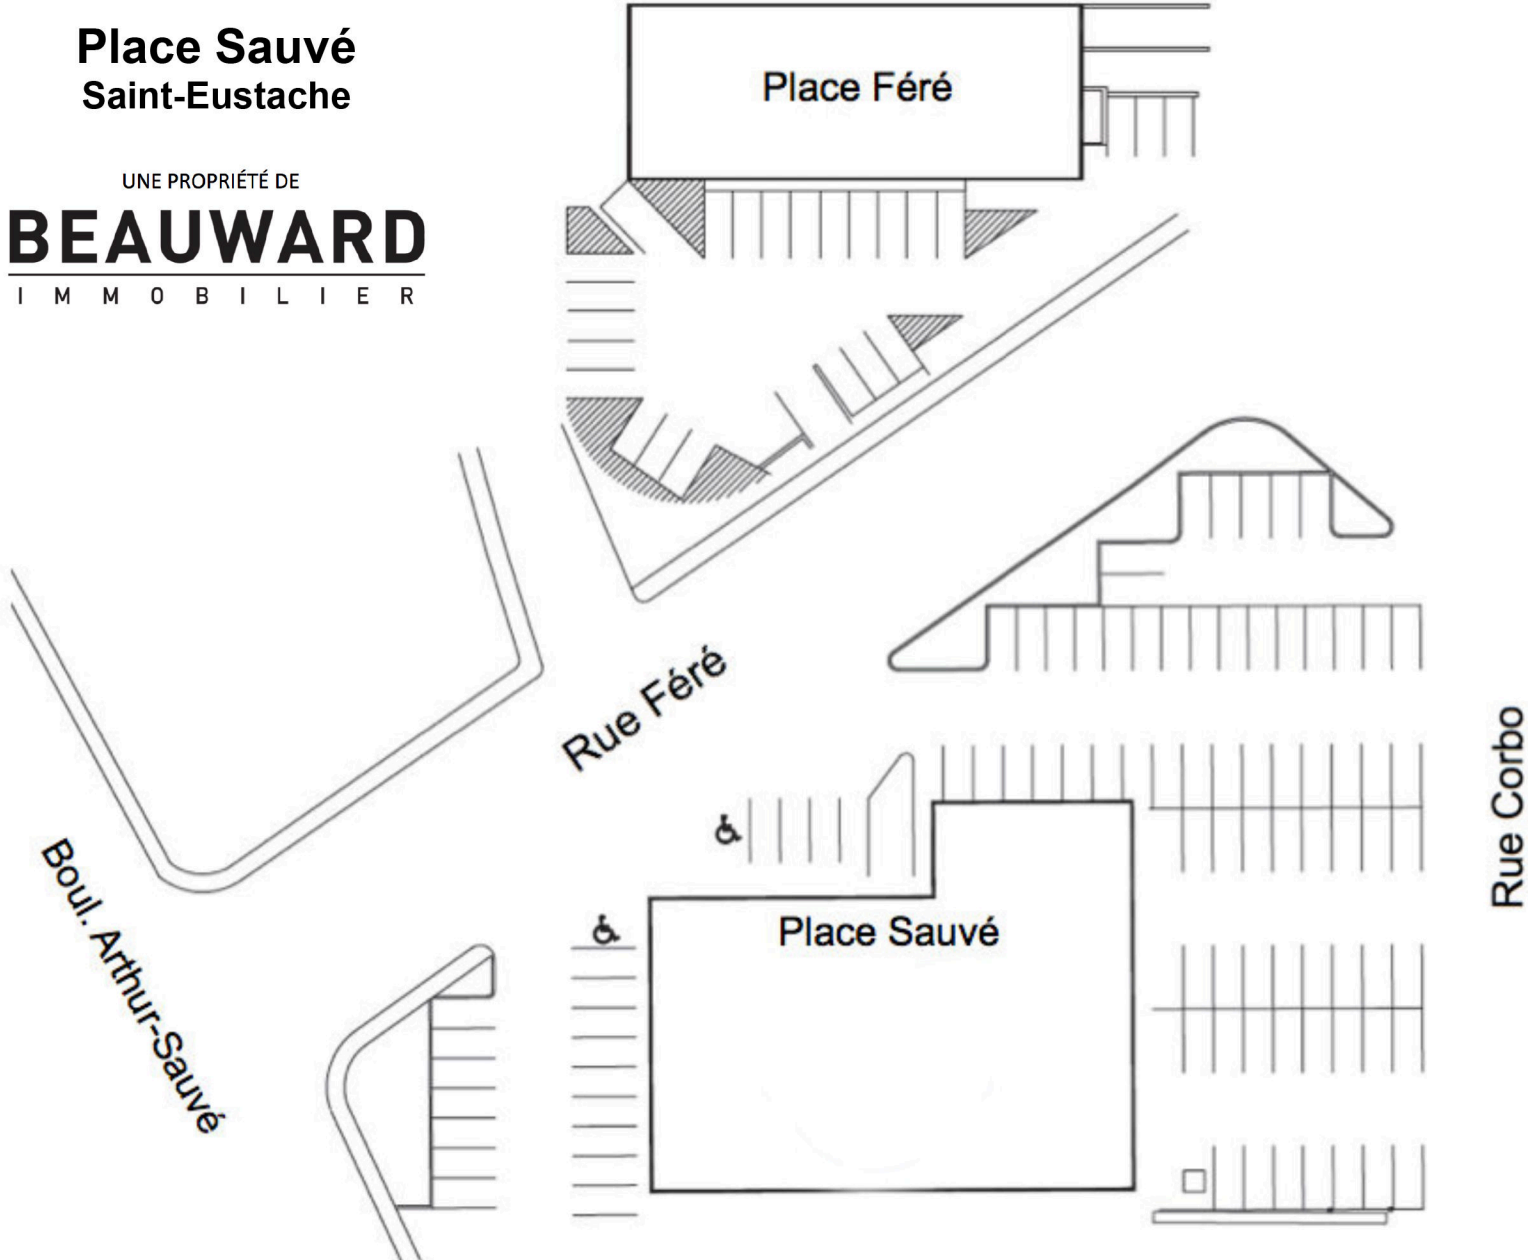 Place Sauvé
Saint-Eustache
UNE PROPRIÉTÉ DE
BEAUWARD
IMMOBILIER
Place Féré
Rue Féré
Rue Corbo
Boul. Arthur-Sauvé
Place Sauvé